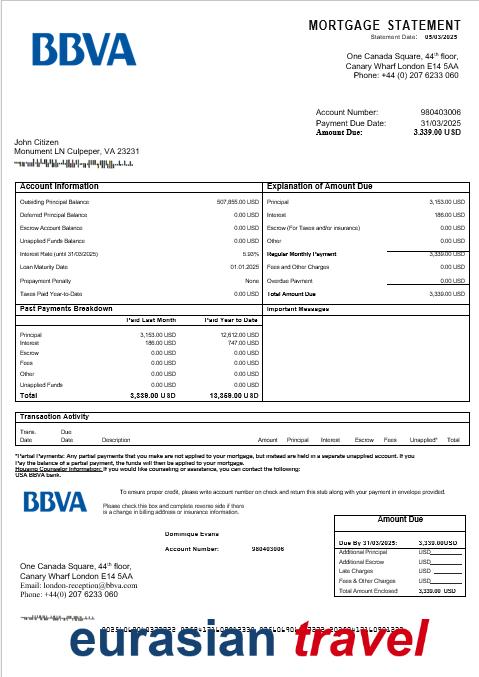 MORTGAGE STATEMENT
Statement Date: 05/03/2025
BBVA
One Canada Square, 44th floor,
Canary Wharf London E14 5AA
Phone: +44 (0) 207 6233 060
Account Number: 980403006
Payment Due Date: 31/03/2025
Amount Due: 3.339.00 USD
John Citizen
Monument LN Culpeper, VA 23231
Account Information
Outsiding Principal Balance 507,855.00 USD
Deferred Principal Balance 0.00 USD
Escrow Account Balance 0.00 USD
Unapplied Funds Balance 0.00 USD
Interest Rate (until 31/03/2025) 5.93%
Loan Maturity Date 01.01.2025
Prepayment Penalty None
Taxes Paid Year-to-Date 0.00 USD
Explanation of Amount Due
Principal 3,153.00 USD
Interest 186.00 USD
Escrow (For Taxes and/or insurance) 0.00 USD
Other 0.00 USD
Regular Monthly Payment 3,339.00 USD
Fees and Other Charges 0.00 USD
Overdue Payment 0.00 USD
Total Amount Due 3,339.00 USD
Past Payments Breakdown
Paid Last Month Paid Year to Date
Principal 3,153.00 USD 12,612.00 USD
Interest 186.00 USD 747.00 USD
Escrow 0.00 USD 0.00 USD
Fees 0.00 USD 0.00 USD
Other 0.00 USD 0.00 USD
Unapplied Funds 0.00 USD 0.00 USD
Total 3,339.00 USD 13,359.00 USD
Important Messages
Transaction Activity
Trans. Date Due Date Description Amount Principal Interest Escrow Fees Unapplied* Total
*Partial Payments: Any partial payments that you make are not applied to your mortgage, but instead are held in a separate unapplied account. If you
Pay the balance of a partial payment, the funds will then be applied to your mortgage.
Housing Counselor Information: If you would like counseling or assistance, you can contact the following:
USA BBVA bank.
BBVA
To ensure proper credit, please write account number on check and return this stub along with your payment in envelope provided.
Please check this box and complete reverse side if there
is a change in billing address or insurance information.
Dominique Evans
Account Number: 980403006
Amount Due
Due By 31/03/2025: 3,339.00USD
Additional Principal USD
Additional Escrow USD
Late Charges USD
Fees & Other Charges USD
Total Amount Enclosed 3,339.00 USD
One Canada Square, 44th floor,
Canary Wharf London E14 5AA
Email: london-reception@bbva.com
Phone: +44(0) 207 6233 060
eurasian travel